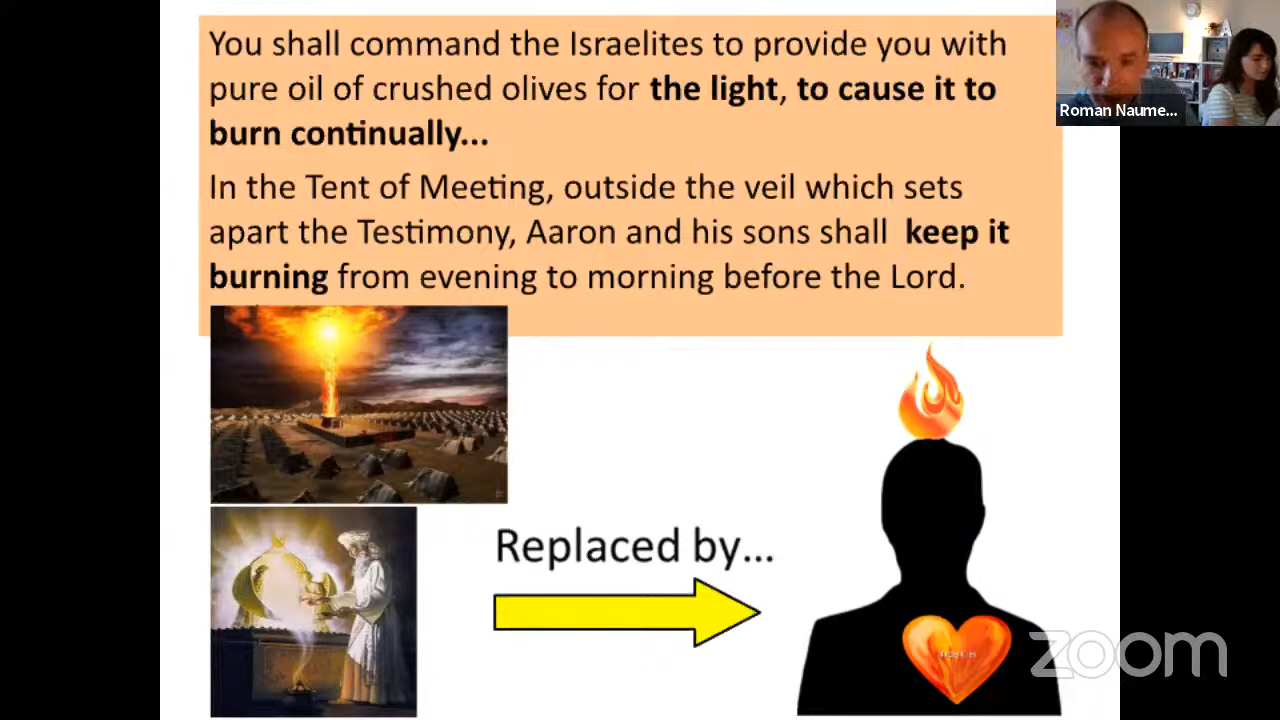 You shall command the Israelites to provide you with
pure oil of crushed olives for the light, to cause it to
burn continually...
In the Tent of Meeting, outside the veil which sets
apart the Testimony, Aaron and his sons shall keep it
burning from evening to morning before the Lord.
Roman Naume...
Replaced by...
zoom